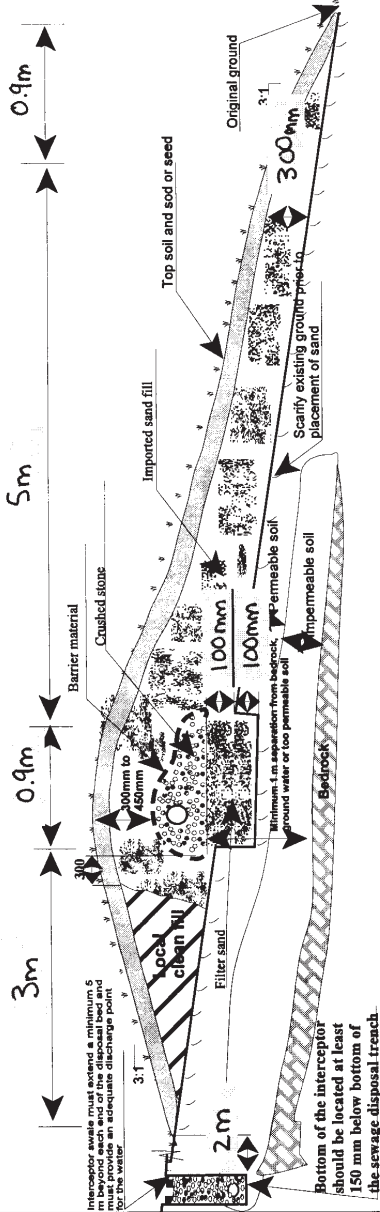 3m
0.9m
5m
0.9m
Interceptor swale must extend a minimum 5
m beyond each end of the disposal bed and
must provide an adequate discharge point
for the water
3:1
300
Local
clean fill
300mm to
450mm
Barrier material
Crushed stone
Imported sand fill
Top soil and sod or seed
Original ground
3:1
300mm
Filter sand
100mm
100mm
Scarify existing ground prior to
placement of sand
Minimum 1 m separation from bedrock,
ground water or too permeable soil
Permeable soil
Impermeable soil
Bedrock
2m
Bottom of the interceptor
should be located at least
150 mm below bottom of
the sewage disposal trench